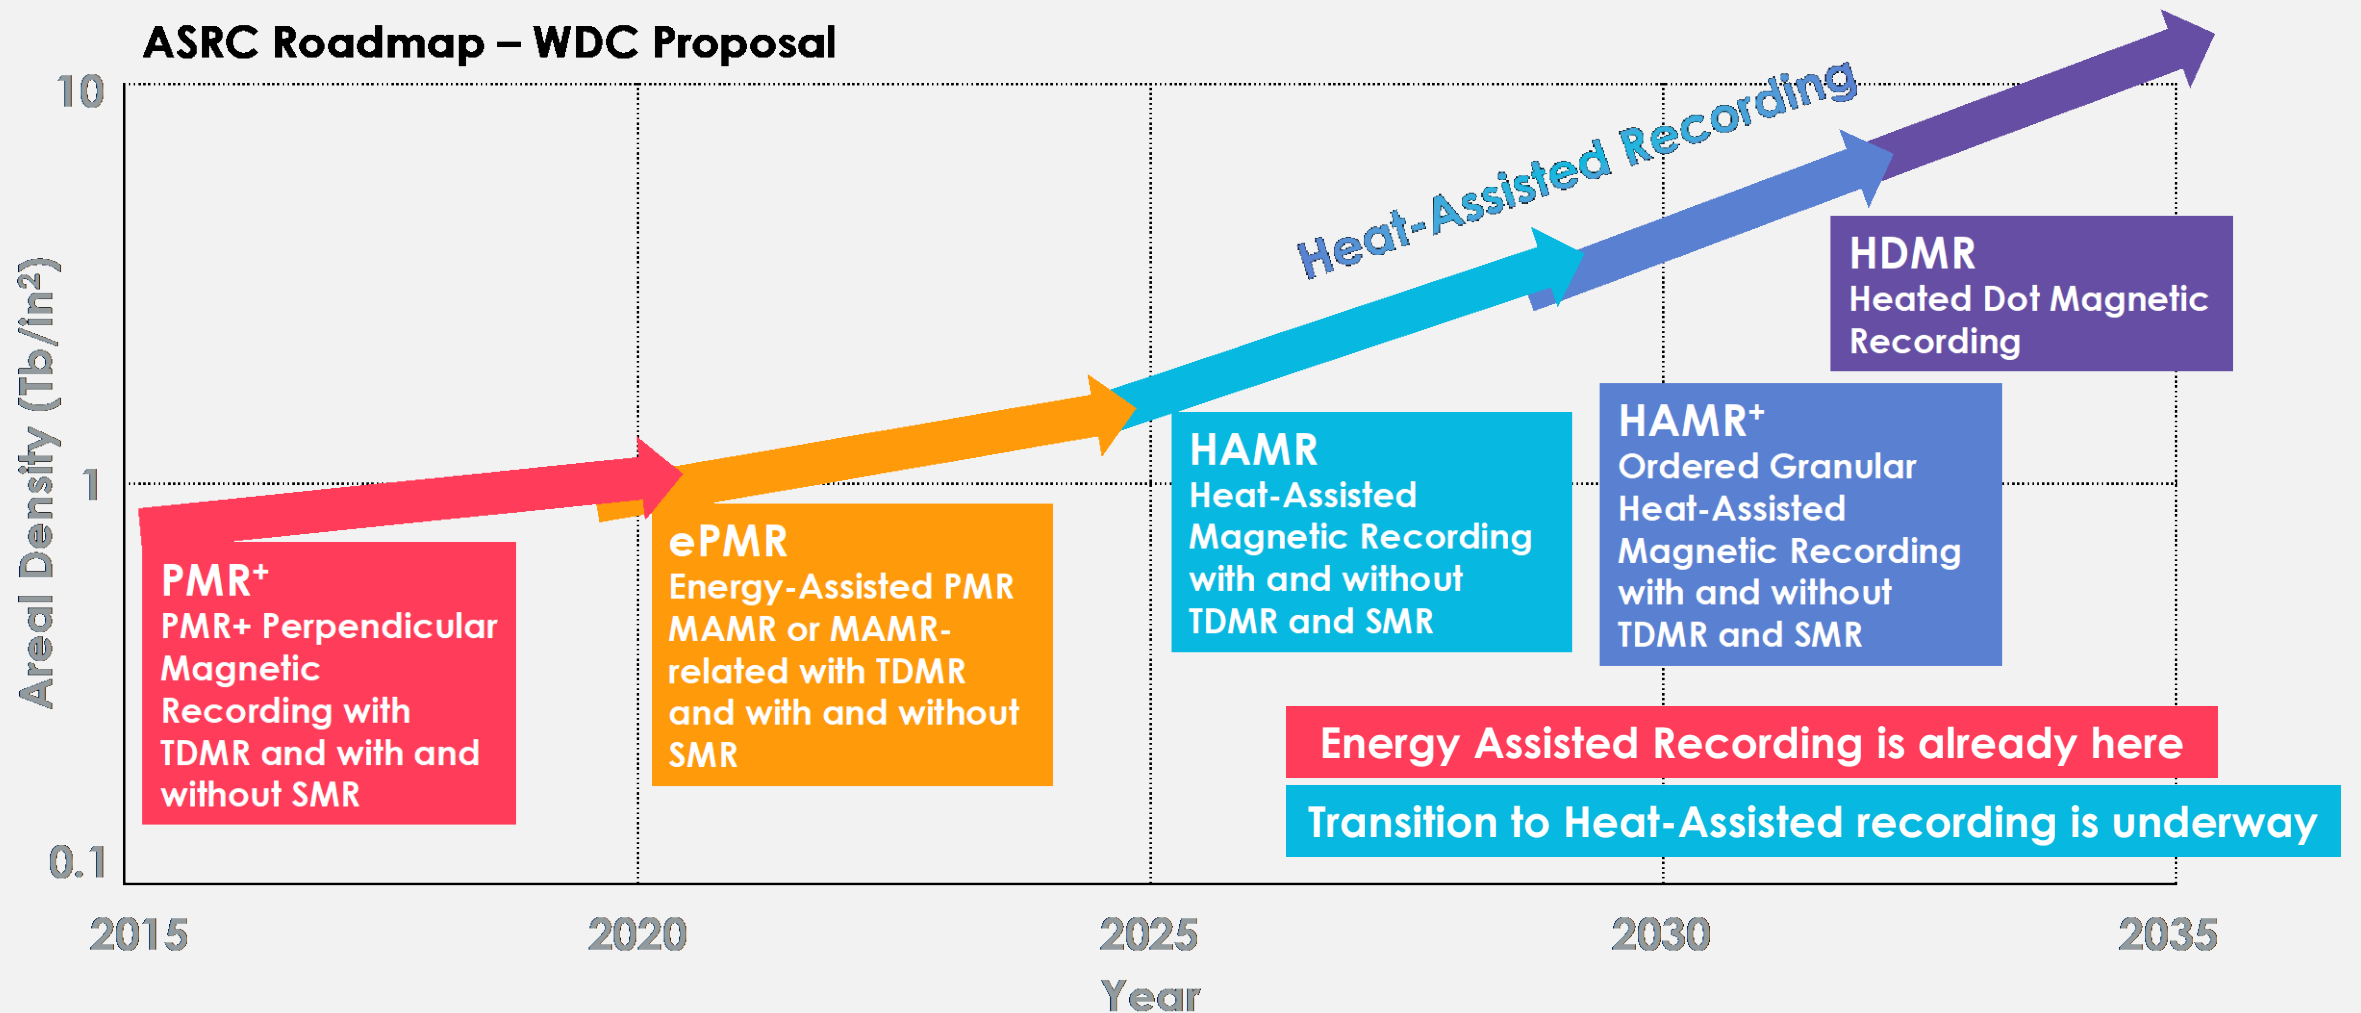 ASRC Roadmap – WDC Proposal
10
1
0.1
Areal Density (Tb/in²)
Heat-Assisted Recording
PMR⁺
PMR+ Perpendicular
Magnetic
Recording with
TDMR and with and
without SMR
ePMR
Energy-Assisted PMR
MAMR or MAMR-
related with TDMR
and with and without
SMR
HAMR
Heat-Assisted
Magnetic Recording
with and without
TDMR and SMR
HAMR⁺
Ordered Granular
Heat-Assisted
Magnetic Recording
with and without
TDMR and SMR
HDMR
Heated Dot Magnetic
Recording
Energy Assisted Recording is already here
Transition to Heat-Assisted recording is underway
2015
2020
2025
2030
2035
Year